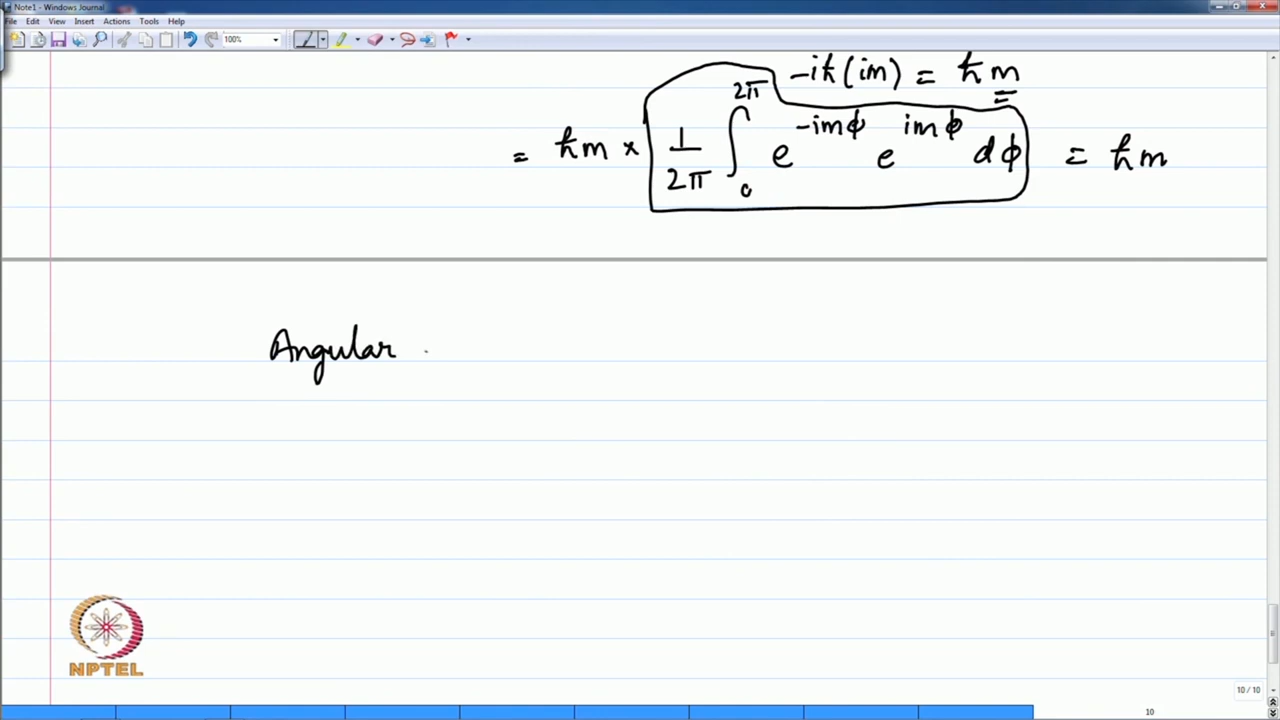 Note1 - Windows Journal
File Edit View Insert Actions Tools Help
100%
-iħ(im) = ħm
= ħm × 1/2π ∫₀^2π e^-imϕ e^imϕ dϕ = ħm
Angular
NPTEL
10 / 10
10